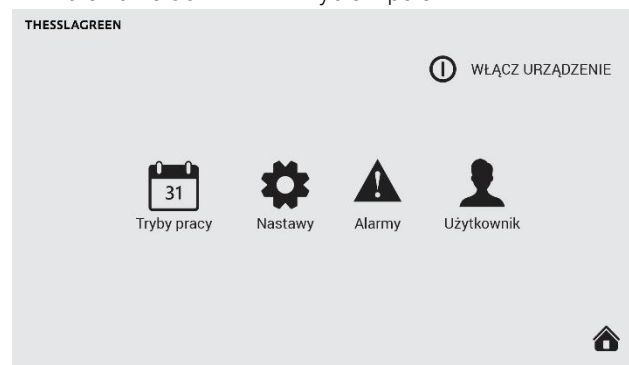 THESSLAGREEN
WŁĄCZ URZĄDZENIE
31
Tryby pracy
Nastawy
Alarmy
Użytkownik